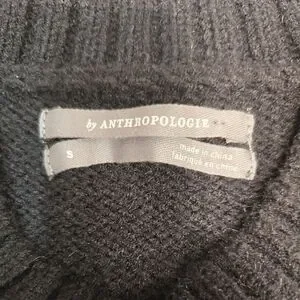 by ANTHROPOLOGIE
S
made in china
fabriqué en chine